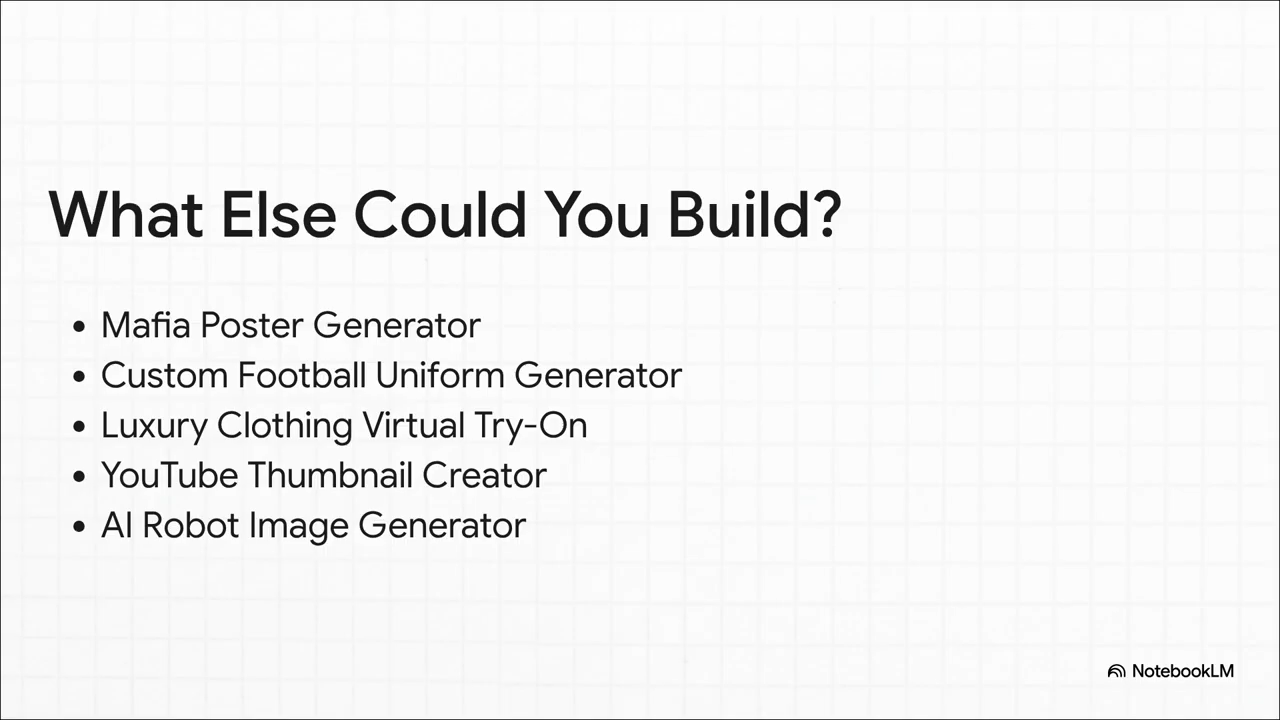 What Else Could You Build?
• Mafia Poster Generator
• Custom Football Uniform Generator
• Luxury Clothing Virtual Try-On
• YouTube Thumbnail Creator
• AI Robot Image Generator
NotebookLM